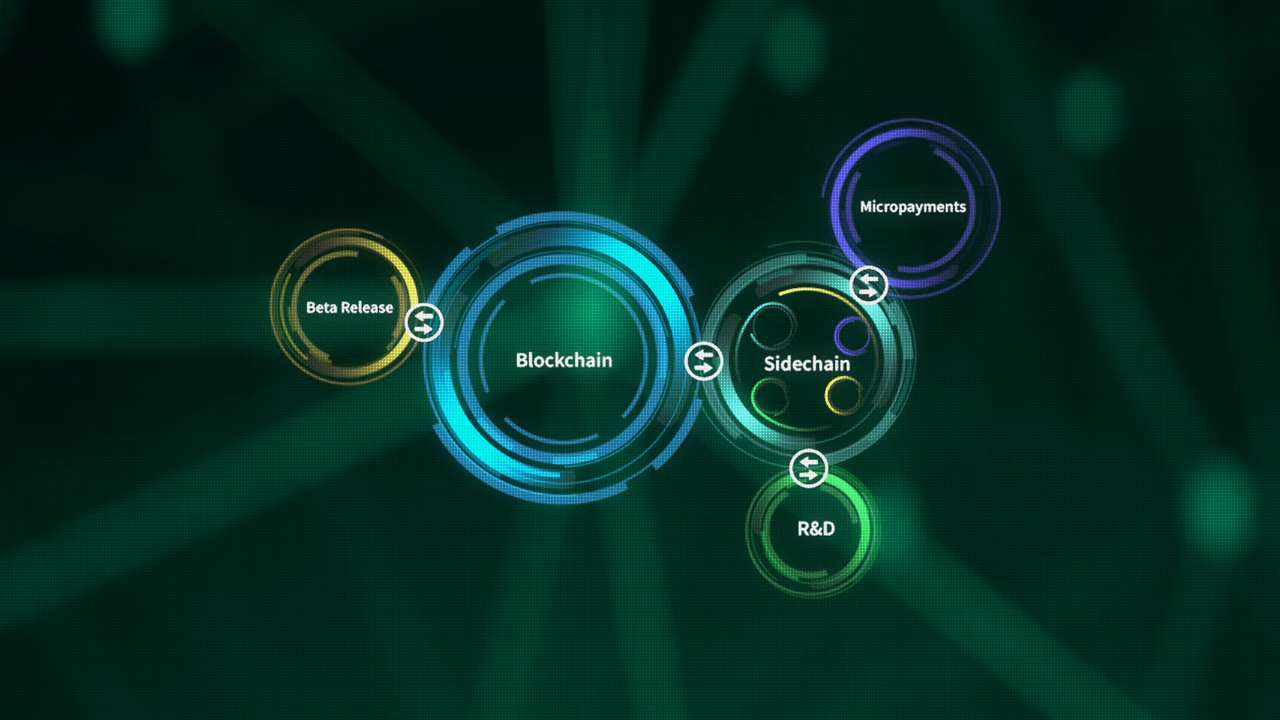 Micropayments
Beta Release
Blockchain
Sidechain
R&D